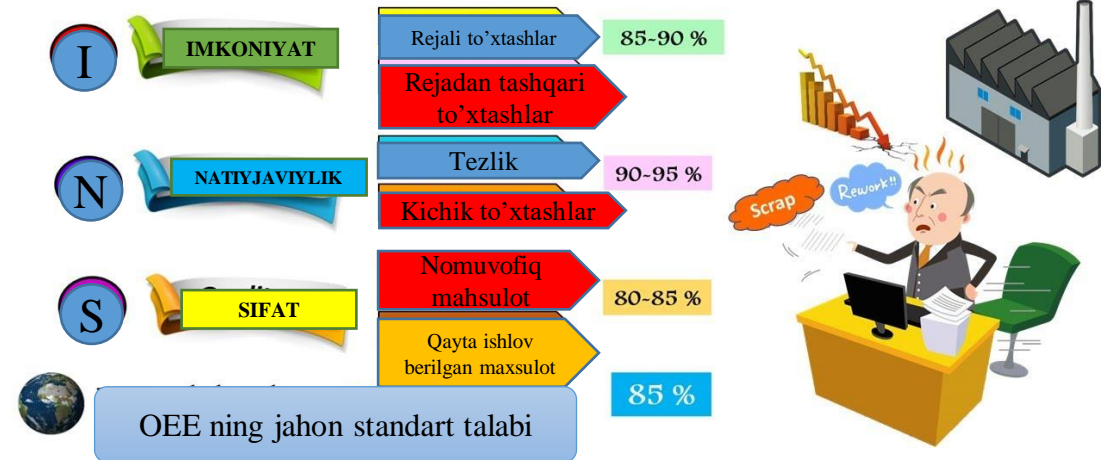 I
IMKONIYAT
Rejali to’xtashlar
85-90 %
Rejadan tashqari
to’xtashlar
N
NATIYJAVIYLIK
Tezlik
90-95 %
Kichik to’xtashlar
Scrap
Rework!!
S
SIFAT
Nomuvofiq
mahsulot
80-85 %
Qayta ishlov
berilgan maxsulot
85 %
OEE ning jahon standart talabi